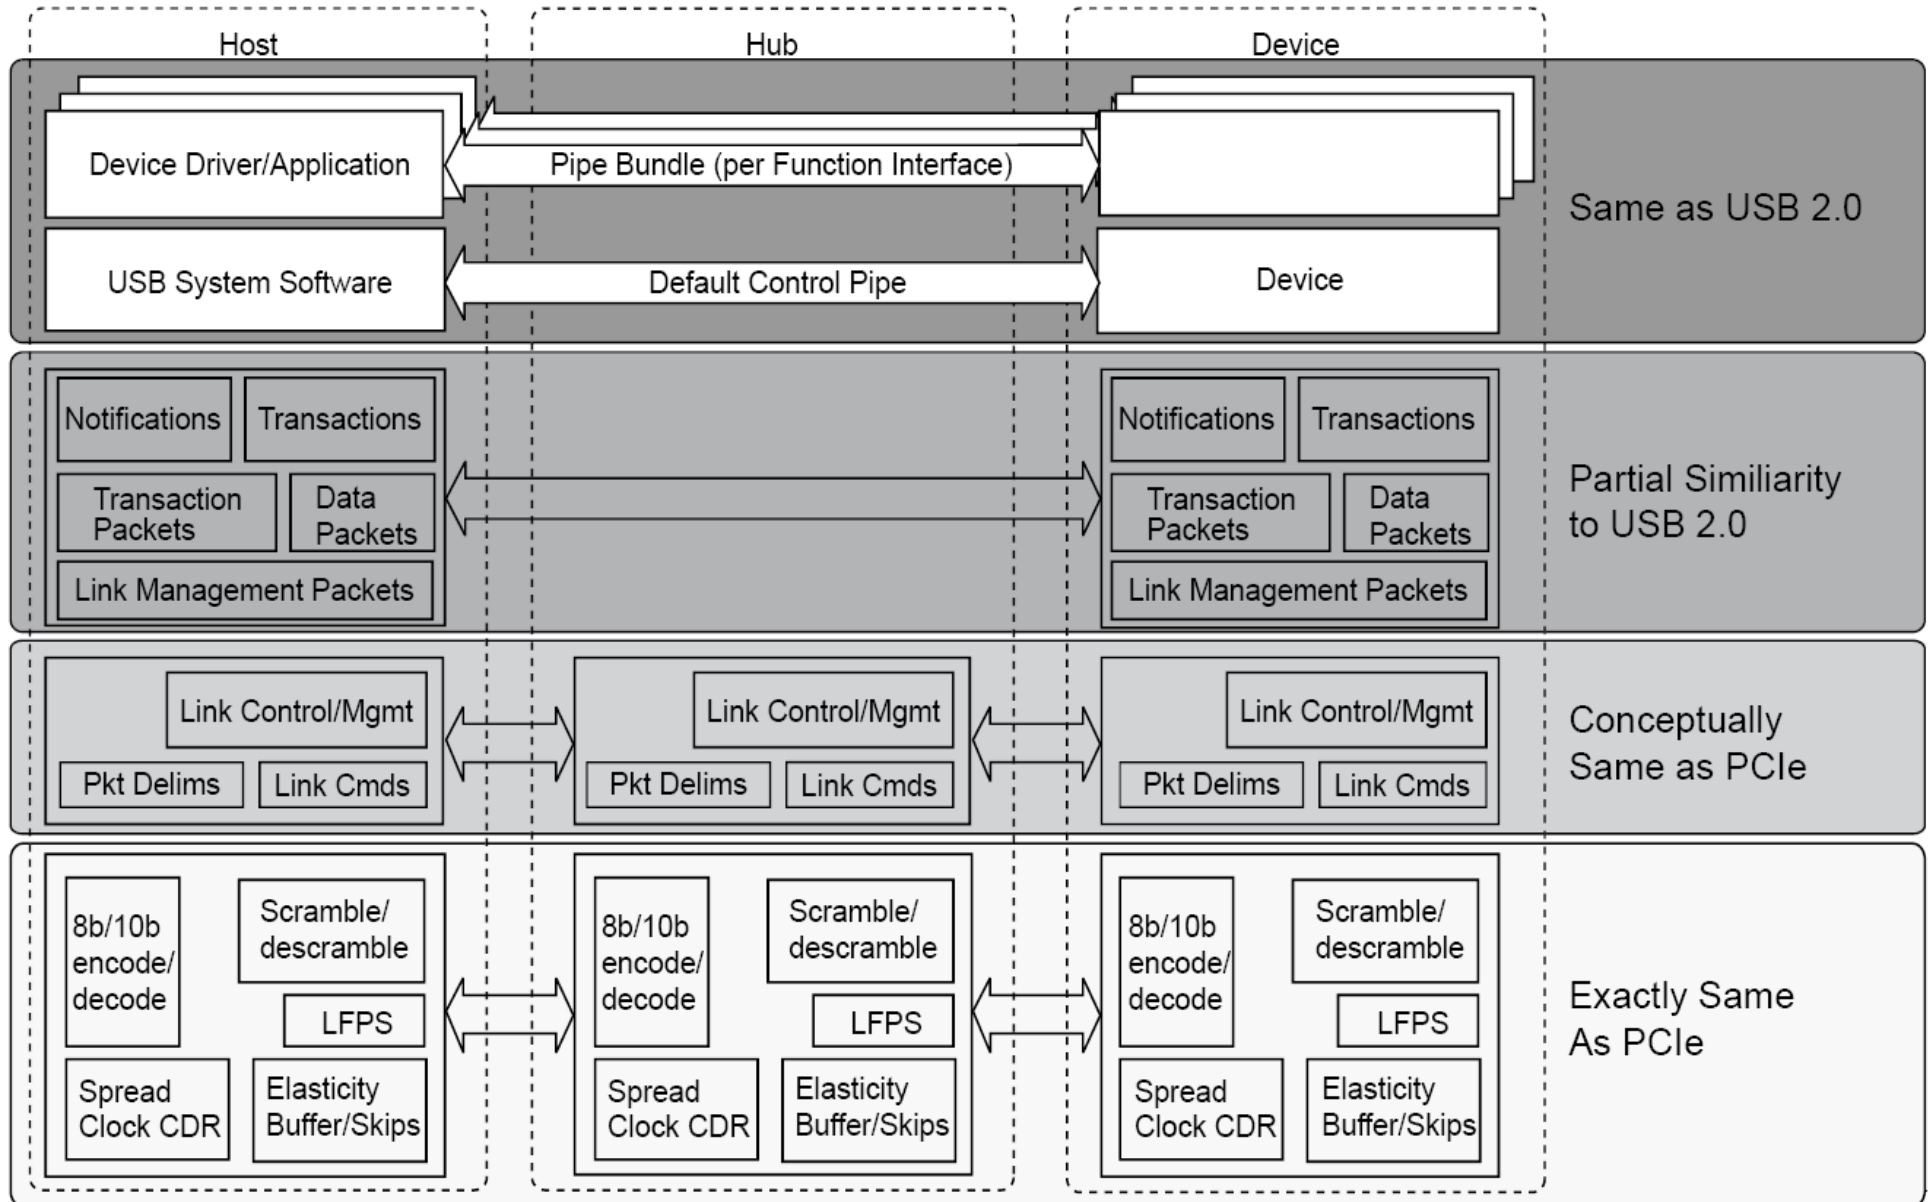 Host
Hub
Device
Device Driver/Application
Pipe Bundle (per Function Interface)
Same as USB 2.0
USB System Software
Default Control Pipe
Device
Notifications
Transactions
Transaction
Packets
Data
Packets
Link Management Packets
Notifications
Transactions
Transaction
Packets
Data
Packets
Link Management Packets
Partial Similiarity
to USB 2.0
Link Control/Mgmt
Pkt Delims
Link Cmds
Link Control/Mgmt
Pkt Delims
Link Cmds
Link Control/Mgmt
Pkt Delims
Link Cmds
Conceptually
Same as PCIe
8b/10b
encode/
decode
Scramble/
descramble
LFPS
Spread
Clock CDR
Elasticity
Buffer/Skips
8b/10b
encode/
decode
Scramble/
descramble
LFPS
Spread
Clock CDR
Elasticity
Buffer/Skips
8b/10b
encode/
decode
Scramble/
descramble
LFPS
Spread
Clock CDR
Elasticity
Buffer/Skips
Exactly Same
As PCIe